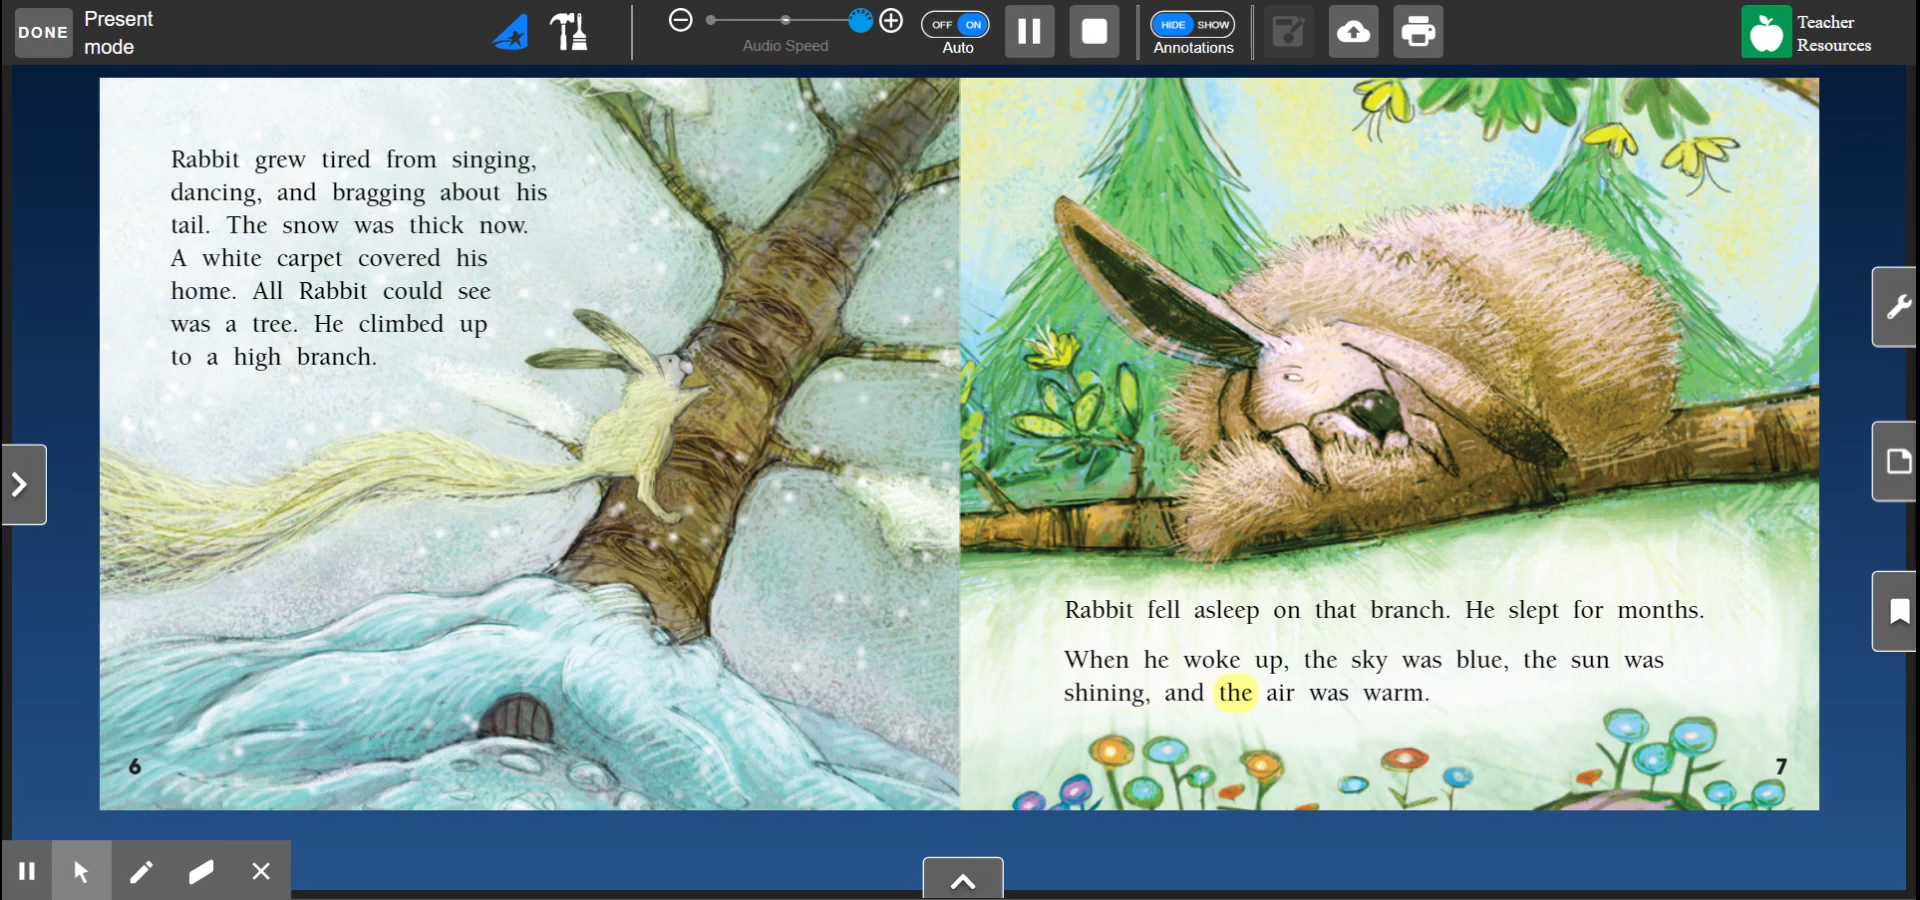 DONE
Present
mode
Audio Speed
OFF ON
Auto
HIDE SHOW
Annotations
Teacher
Resources
Rabbit grew tired from singing,
dancing, and bragging about his
tail. The snow was thick now.
A white carpet covered his
home. All Rabbit could see
was a tree. He climbed up
to a high branch.
6
Rabbit fell asleep on that branch. He slept for months.
When he woke up, the sky was blue, the sun was
shining, and the air was warm.
7